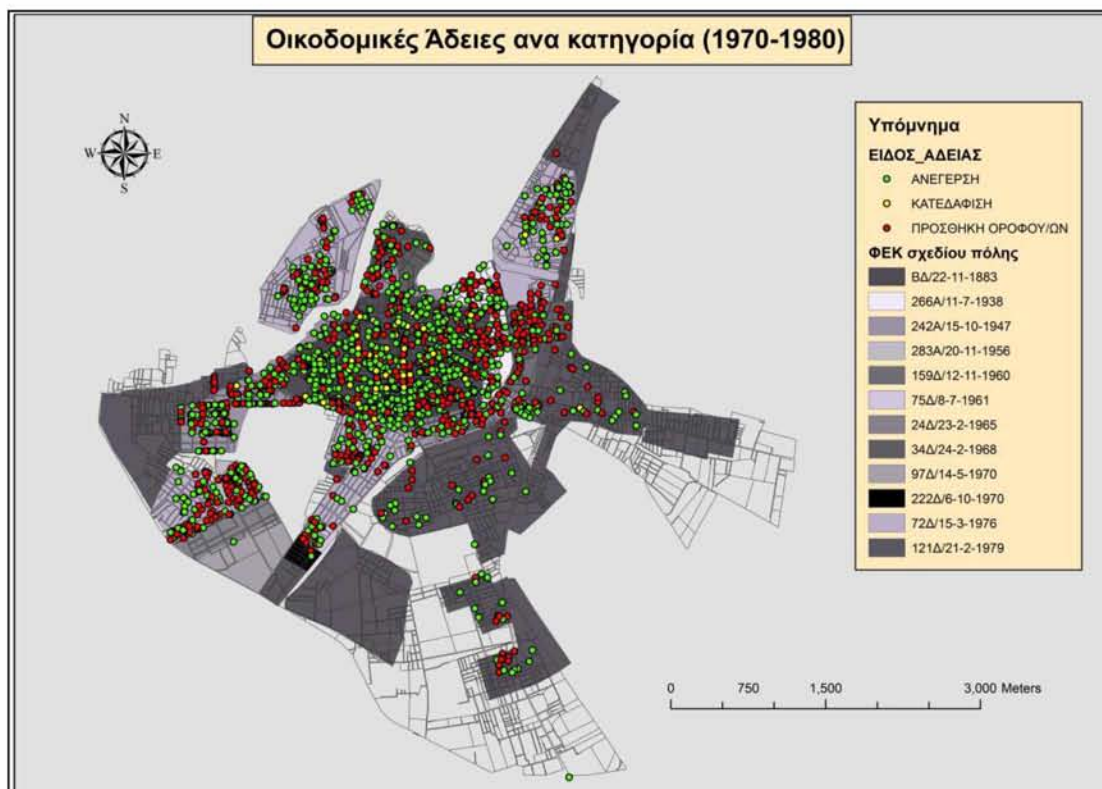 Οικοδομικές Άδειες ανα κατηγορία (1970-1980)
N
W E
S
Υπόμνημα
ΕΙΔΟΣ_ΑΔΕΙΑΣ
ΑΝΕΓΕΡΣΗ
ΚΑΤΕΔΑΦΙΣΗ
ΠΡΟΣΘΗΚΗ ΟΡΟΦΟΥ/ΩΝ
ΦΕΚ σχεδίου πόλης
ΒΔ/22-11-1883
266Α/11-7-1938
242Α/15-10-1947
283Α/20-11-1956
159Δ/12-11-1960
75Δ/8-7-1961
24Δ/23-2-1965
34Δ/24-2-1968
97Δ/14-5-1970
222Δ/6-10-1970
72Δ/15-3-1976
121Δ/21-2-1979
0 750 1,500 3,000 Meters